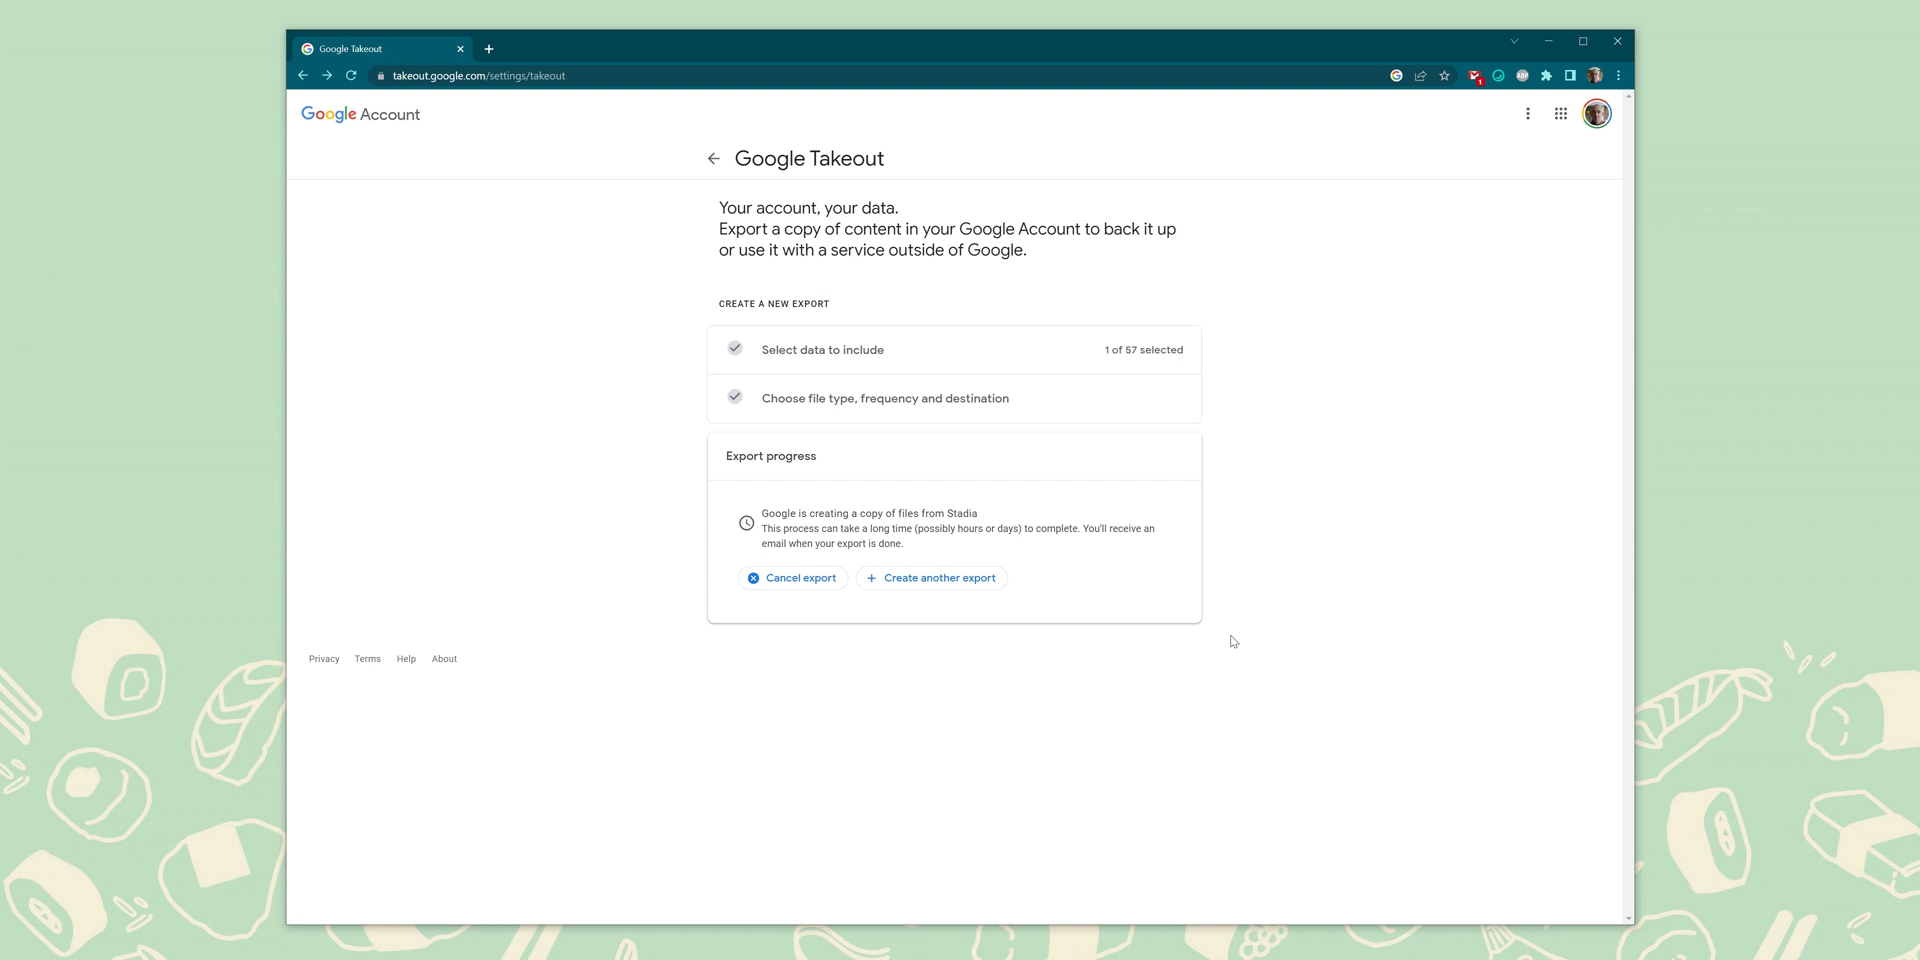 Google Takeout
takeout.google.com/settings/takeout
1
ABP
Google Account
Google Takeout
Your account, your data.
Export a copy of content in your Google Account to back it up
or use it with a service outside of Google.
CREATE A NEW EXPORT
Select data to include 1 of 57 selected
Choose file type, frequency and destination
Export progress
Google is creating a copy of files from Stadia
This process can take a long time (possibly hours or days) to complete. You'll receive an
email when your export is done.
Cancel export Create another export
Privacy Terms Help About